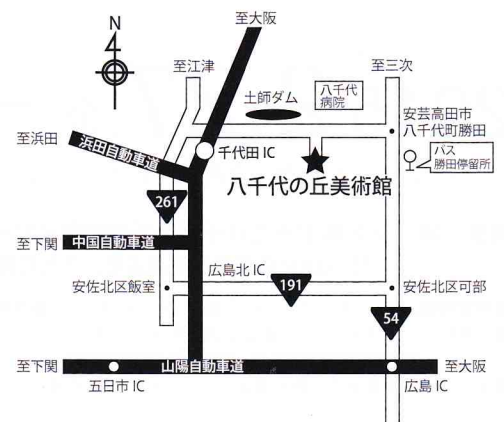 至大阪
N
至江津
至三次
八千代
病院
土師ダム
安芸高田市
八千代町勝田
至浜田
浜田自動車道
千代田 IC
バス
勝田停留所
八千代の丘美術館
261
至下関
中国自動車道
広島北 IC
安佐北区飯室
191
安佐北区可部
54
至下関
山陽自動車道
至大阪
五日市 IC
広島 IC